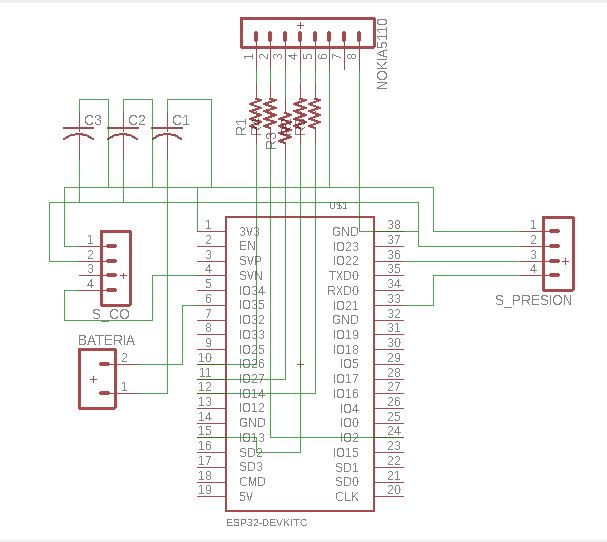 NOKIA5110
1 2 3 4 5 6 7 8
C3 C2 C1
R1
R3
1 3V3 GND 38
2 EN IO23 37
3 SVP IO22 36
4 SVN TXD0 35
5 IO34 RXD0 34
6 IO35 IO21 33
7 IO32 GND 32
8 IO33 IO19 31
9 IO25 IO18 30
10 IO26 IO5 29
11 IO27 IO17 28
12 IO14 IO16 27
13 IO12 IO4 26
14 GND IO0 25
15 IO13 IO2 24
16 SD2 IO15 23
17 SD3 SD1 22
18 CMD SD0 21
19 5V CLK 20
ESP32-DEVKITC
1
2
3
4
S_CO
BATERIA
2
1
1
2
3
4
S_PRESION